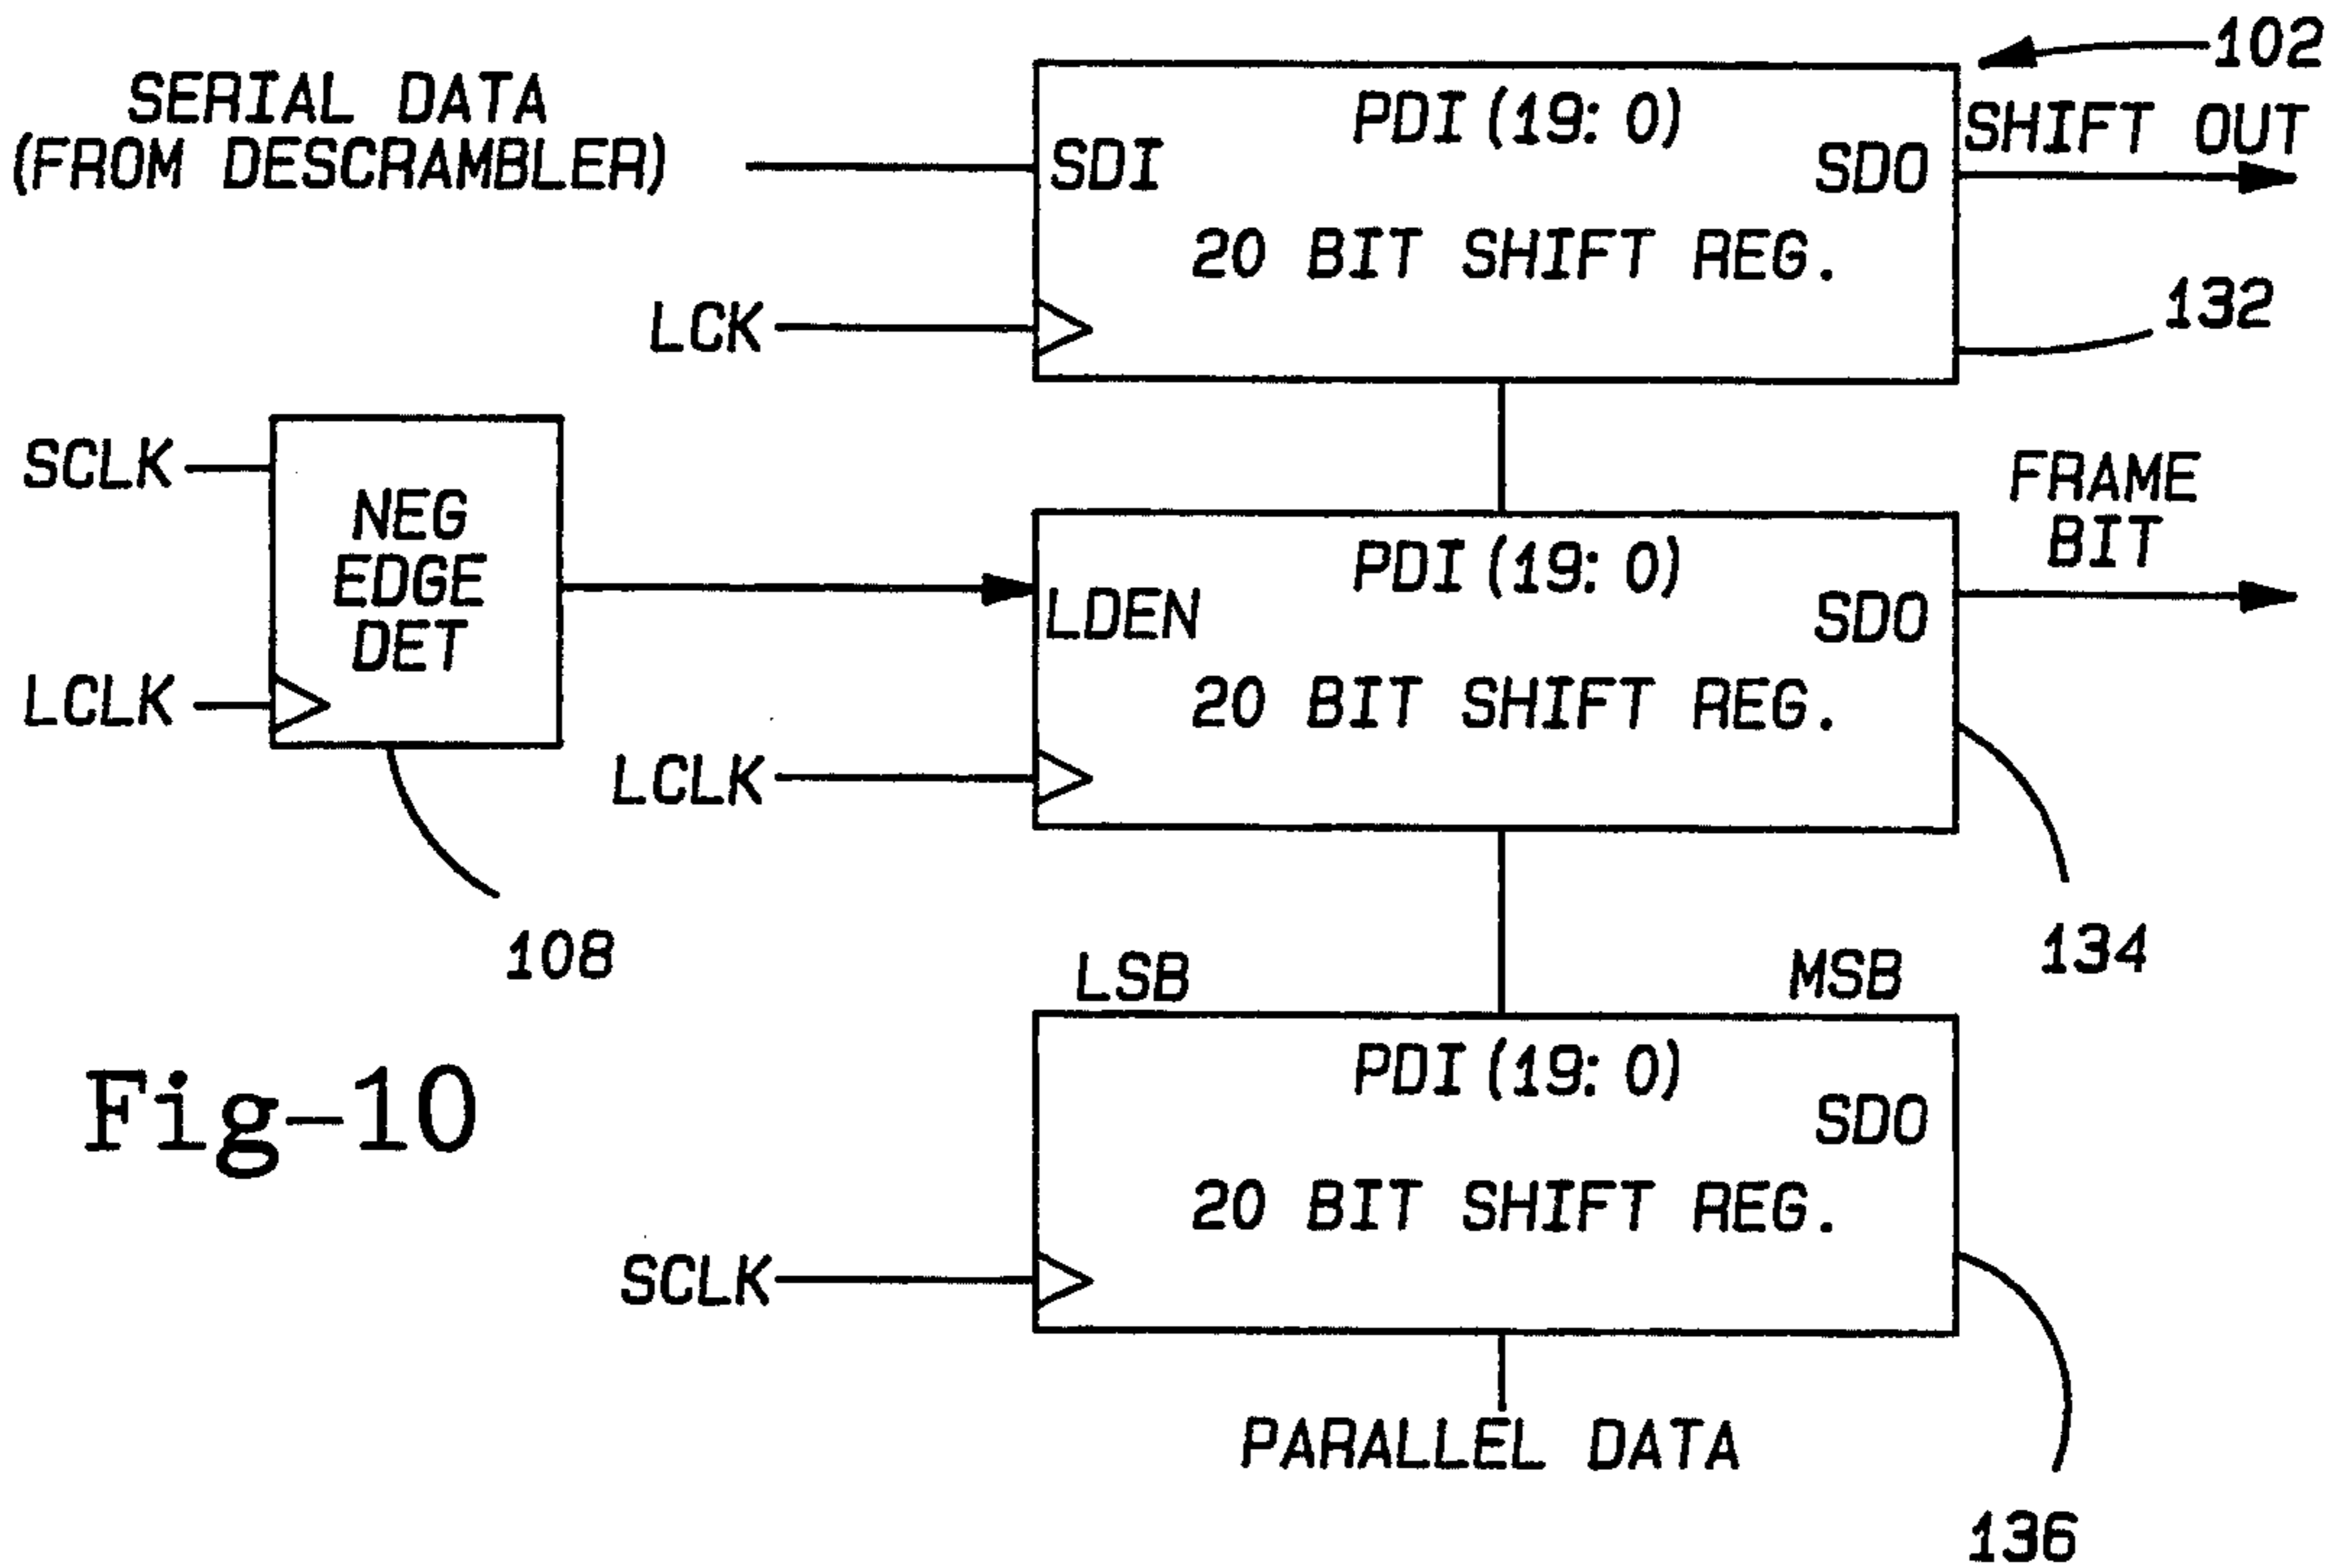 102
SERIAL DATA
(FROM DESCRAMBLER)
PDI(19:0)
SDI
SDO
SHIFT OUT
20 BIT SHIFT REG.
LCK
132
SCLK
NEG
EDGE
DET
LCLK
108
FRAME
BIT
PDI(19:0)
LDEN
SDO
20 BIT SHIFT REG.
LCLK
134
LSB
MSB
PDI(19:0)
SDO
20 BIT SHIFT REG.
SCLK
PARALLEL DATA
136
Fig-10